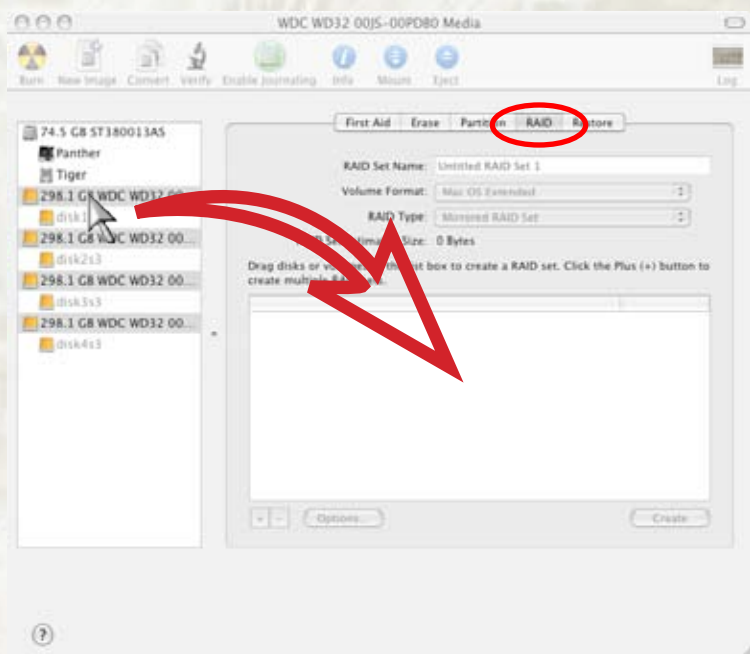 WDC WD32 00JS-00PD80 Media
Burn New Image Convert Verify Enable Journaling Info Mount Eject Log
First Aid Erase RAID
74.5 GB ST380013AS
Panther
Tiger
298.1 GB WDC WD32 00...
298.1 GB WDC WD32 00...
disk2s3
298.1 GB WDC WD32 00...
disk3s3
298.1 GB WDC WD32 00...
disk4s3
RAID Set Name: Untitled RAID Set 1
Volume Format: Mac OS Extended
RAID Type: Mirrored RAID Set
Size: 0 Bytes
Drag disks or box to create a RAID set. Click the Plus (+) button to
create
+ - Options... Create
?